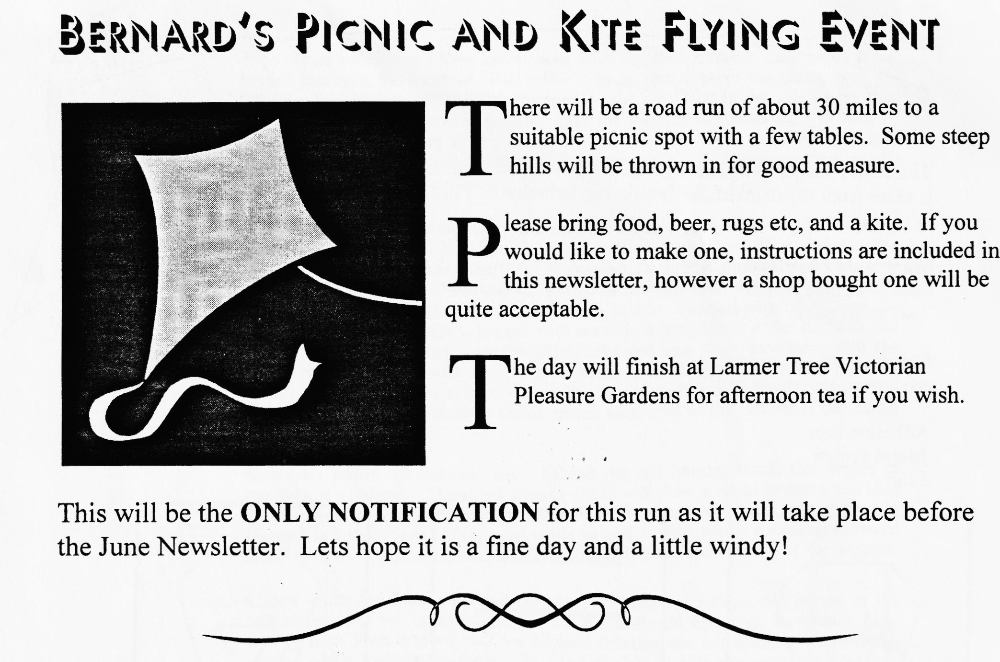 BERNARD'S PICNIC AND KITE FLYING EVENT
There will be a road run of about 30 miles to a
suitable picnic spot with a few tables.  Some steep
hills will be thrown in for good measure.
Please bring food, beer, rugs etc, and a kite.  If you
would like to make one, instructions are included in
this newsletter, however a shop bought one will be
quite acceptable.
The day will finish at Larmer Tree Victorian
Pleasure Gardens for afternoon tea if you wish.
This will be the ONLY NOTIFICATION for this run as it will take place before
the June Newsletter.  Lets hope it is a fine day and a little windy!